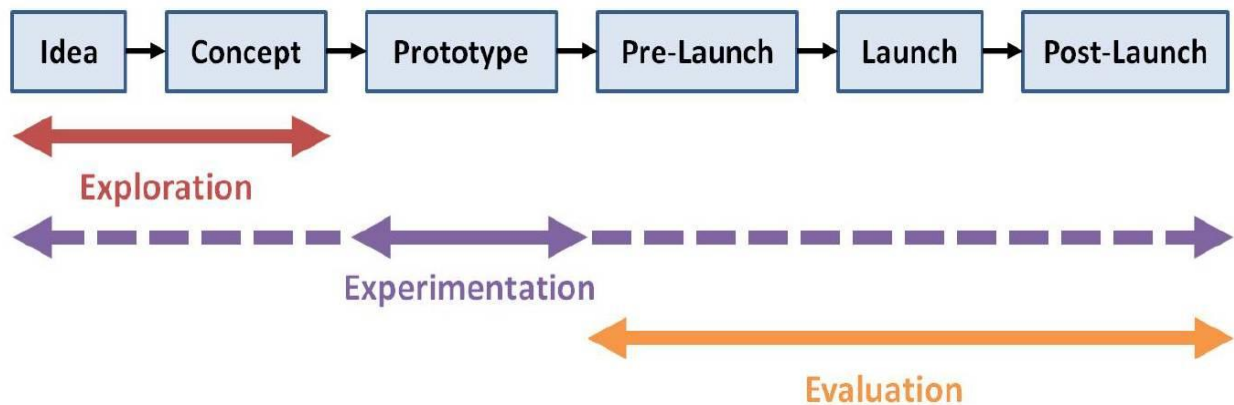 Idea Concept Prototype Pre-Launch Launch Post-Launch
Exploration
Experimentation
Evaluation